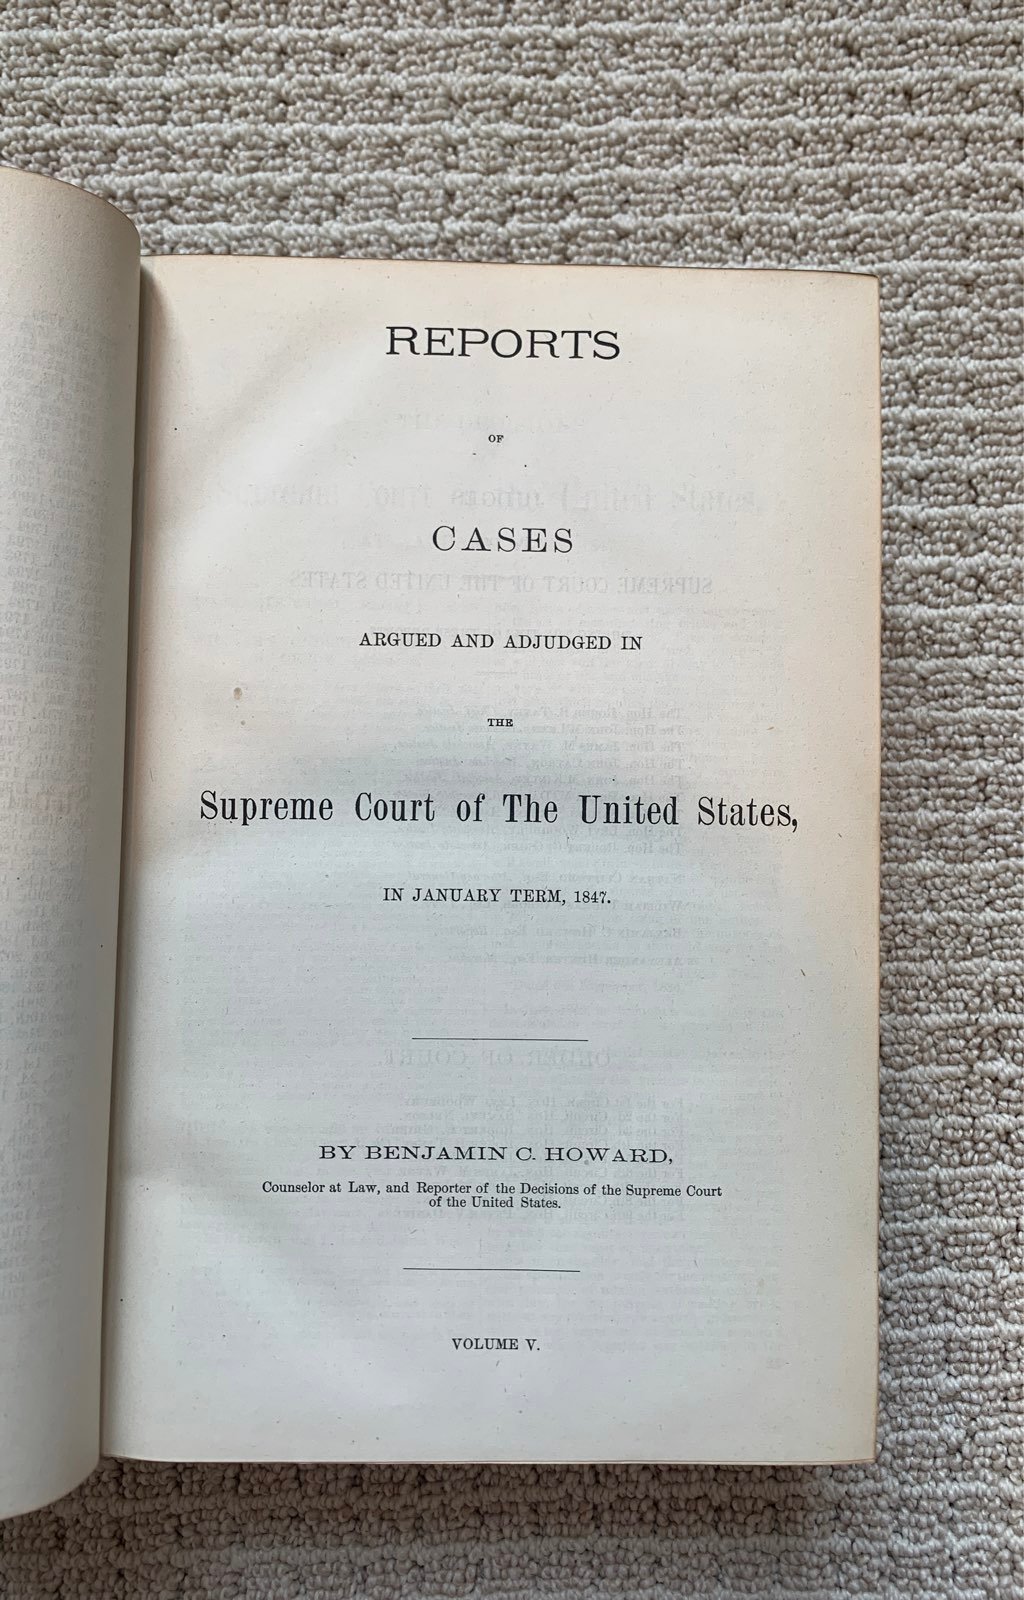 REPORTS
OF
CASES
ARGUED AND ADJUDGED IN
THE
Supreme Court of The United States,
IN JANUARY TERM, 1847.
BY BENJAMIN C. HOWARD,
Counselor at Law, and Reporter of the Decisions of the Supreme Court
of the United States.
VOLUME V.